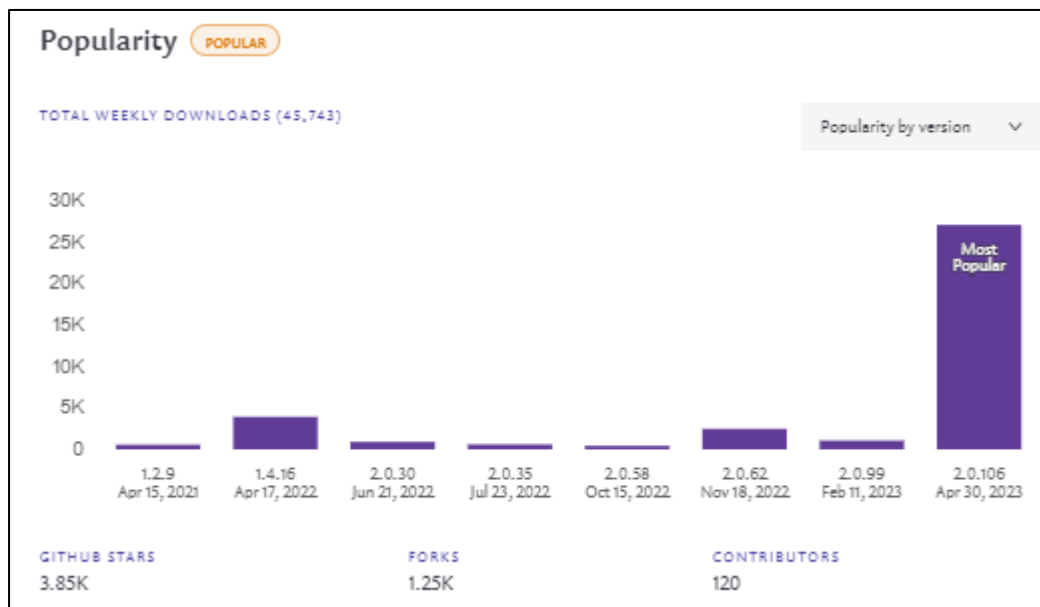 Popularity POPULAR
TOTAL WEEKLY DOWNLOADS (45,743)
Popularity by version
30K
25K
20K
15K
10K
5K
0
Most
Popular
1.2.9 1.4.16 2.0.30 2.0.35 2.0.58 2.0.62 2.0.99 2.0.106
Apr 15, 2021 Apr 17, 2022 Jun 21, 2022 Jul 23, 2022 Oct 15, 2022 Nov 18, 2022 Feb 11, 2023 Apr 30, 2023
GITHUB STARS FORKS CONTRIBUTORS
3.85K 1.25K 120